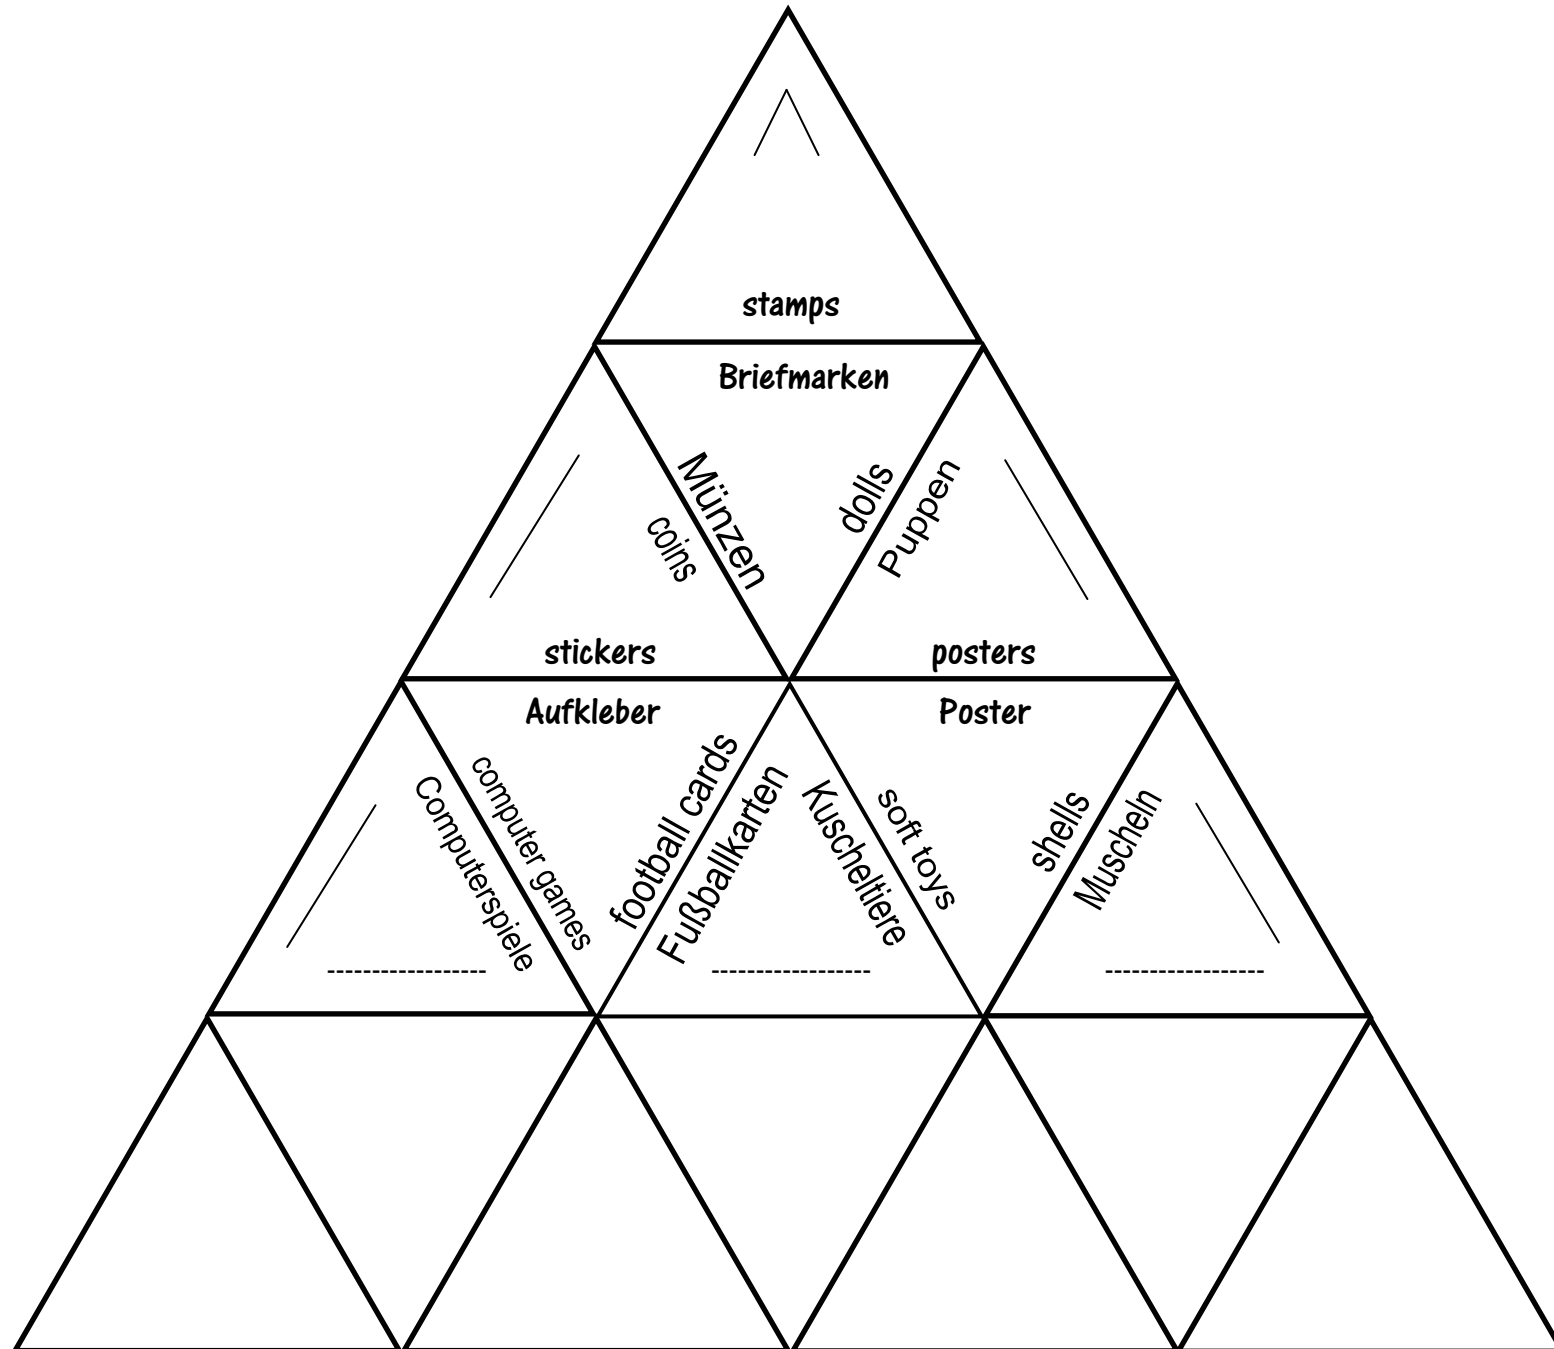 stamps
Briefmarken
Münzen
coins
dolls
Puppen
stickers
posters
Aufkleber
Poster
Computerspiele
computer games
football cards
Fußballkarten
Kuscheltiere
soft toys
shells
Muscheln
------------------
------------------
------------------